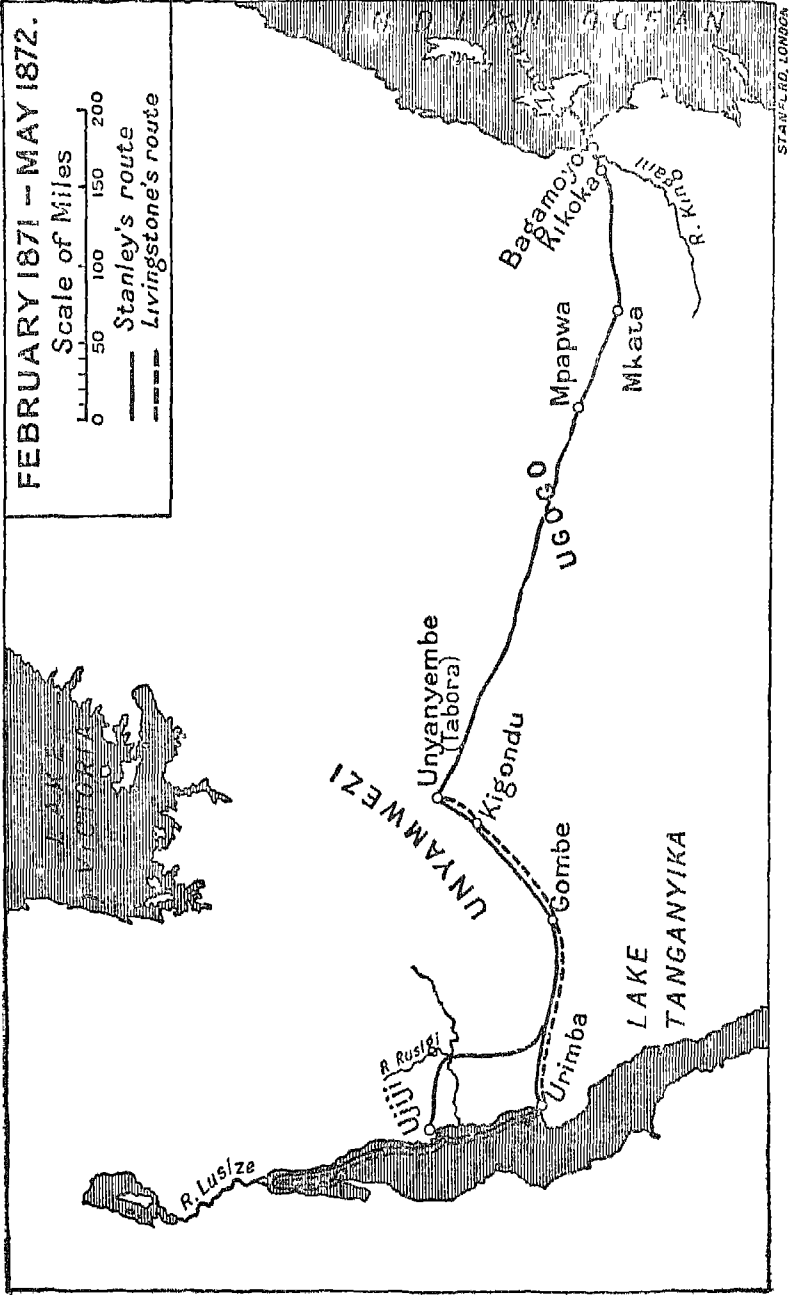 FEBRUARY 1871 – MAY 1872.
Scale of Miles
0 50 100 150 200
Stanley's route
Livingstone's route
INDIAN OCEAN
LAKE
VICTORIA
Bagamoyo
Kikoka
R. Kingani
Mkata
Mpapwa
UGOGO
Unyanyembe
(Tabora)
Kigondu
UNYAMWEZI
Gombe
LAKE
TANGANYIKA
Urimba
Ujiji
R Rusigi
R. Lusize
STANFORD, LONDON